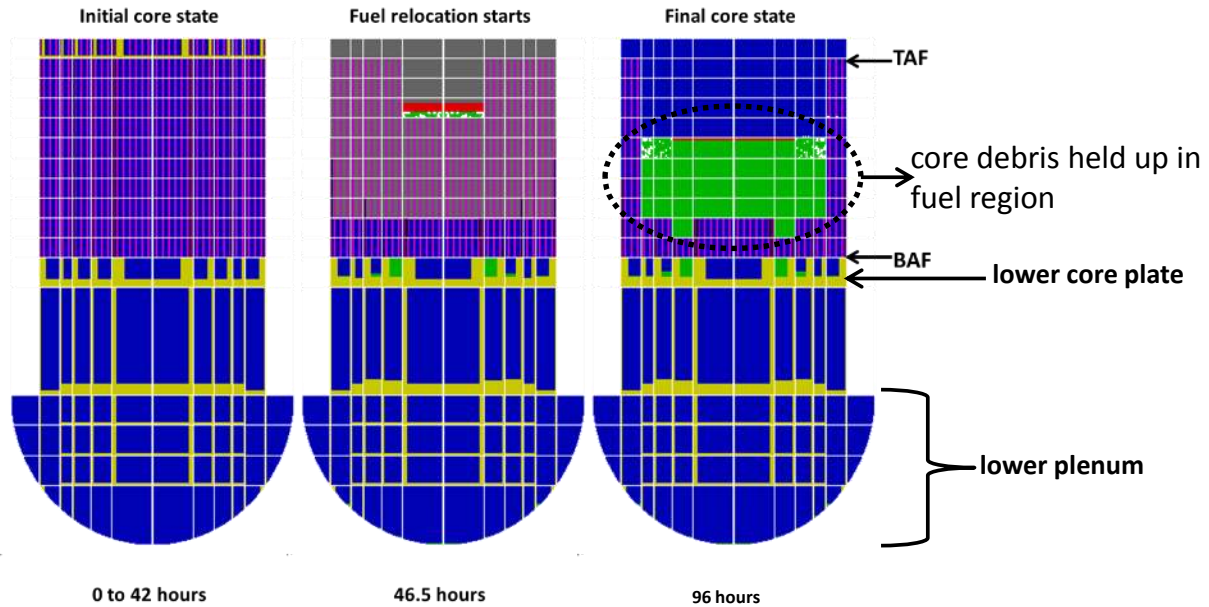 Initial core state
Fuel relocation starts
Final core state
TAF
core debris held up in
fuel region
BAF
lower core plate
lower plenum
0 to 42 hours
46.5 hours
96 hours